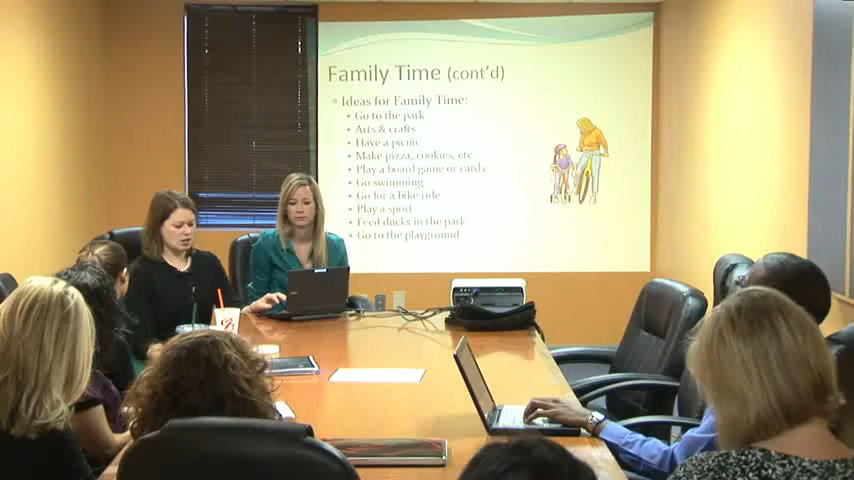 Family Time (cont'd)
Ideas for Family Time:
Go to the park
Arts & crafts
Have a picnic
Make pizza, cookies, etc
Play a board game or cards
Go swimming
Go for a bike ride
Play a sport
Feed ducks in the park
Go to the playground